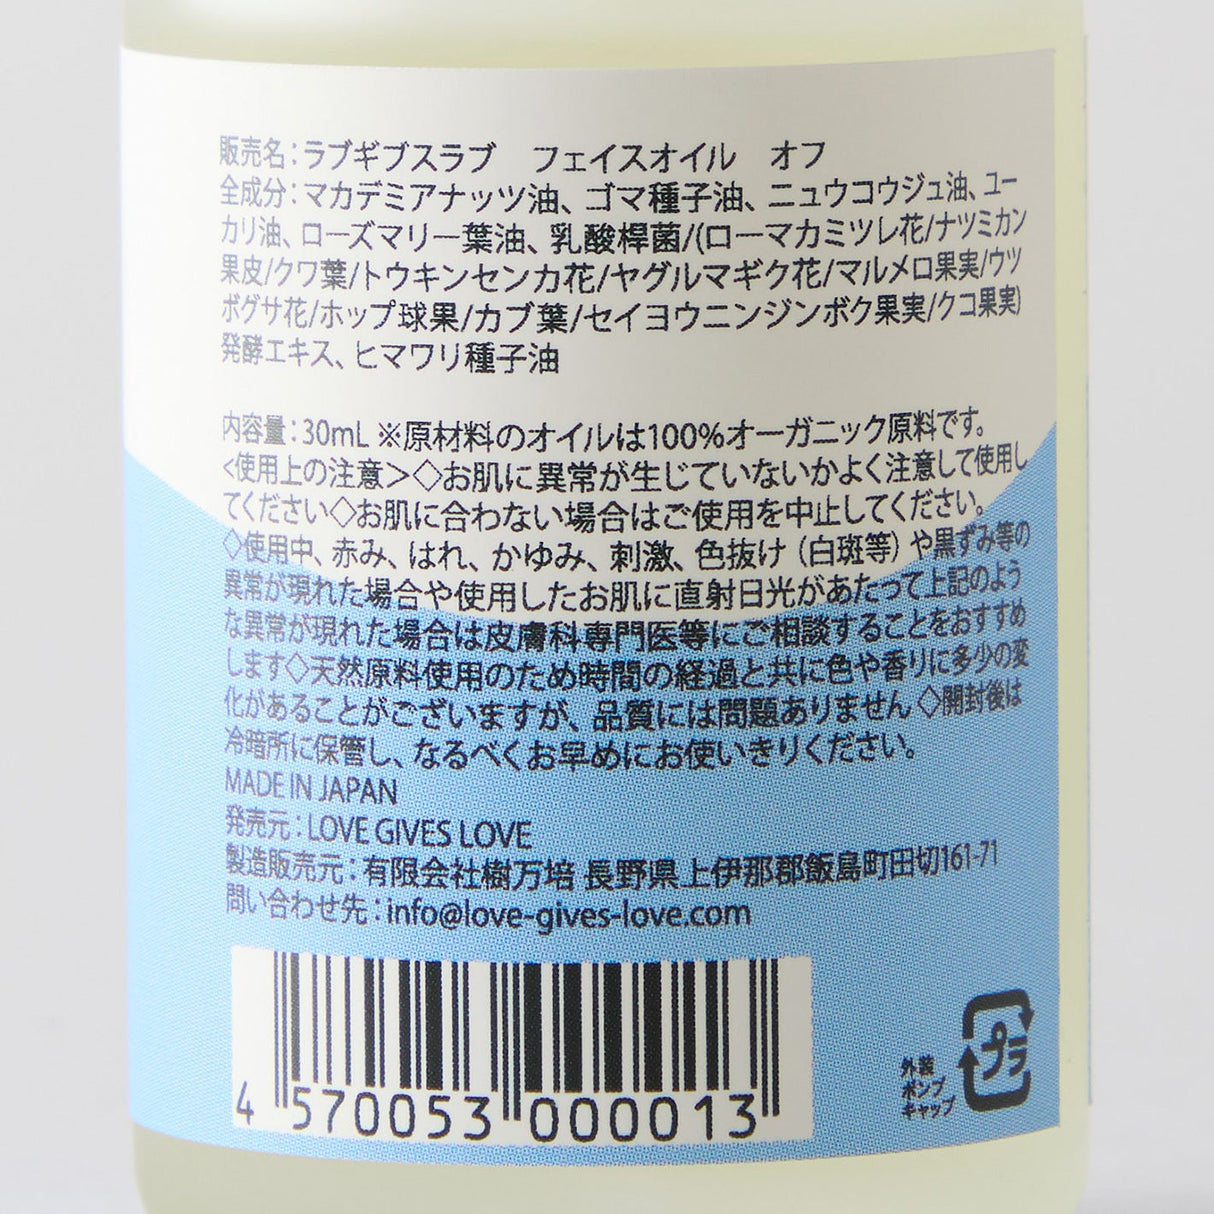 販売名：ラブギブスラブ　フェイスオイル　オフ
全成分：マカデミアナッツ油、ゴマ種子油、ニュウコウジュ油、ユー
カリ油、ローズマリー葉油、乳酸桿菌/(ローマカミツレ花/ナツミカン
果皮/クワ葉/トウキンセンカ花/ヤグルマギク花/マルメロ果実/ウツ
ボグサ花/ホップ球果/カブ葉/セイヨウニンジンボク果実/クコ果実)
発酵エキス、ヒマワリ種子油
内容量：30mL ※原材料のオイルは100%オーガニック原料です。
<使用上の注意>◇お肌に異常が生じていないかよく注意して使用し
てください◇お肌に合わない場合はご使用を中止してください。
◇使用中、赤み、はれ、かゆみ、刺激、色抜け（白斑等）や黒ずみ等の
異常が現れた場合や使用したお肌に直射日光があたって上記のよう
な異常が現れた場合は皮膚科専門医等にご相談することをおすすめ
します◇天然原料使用のため時間の経過と共に色や香りに多少の変
化があることがございますが、品質には問題ありません◇開封後は
冷暗所に保管し、なるべくお早めにお使いきりください。
MADE IN JAPAN
発売元：LOVE GIVES LOVE
製造販売元：有限会社樹万培 長野県上伊那郡飯島町田切161-71
問い合わせ先：info@love-gives-love.com
4 570053 000013
プラ
外装
ポンプ
キャップ